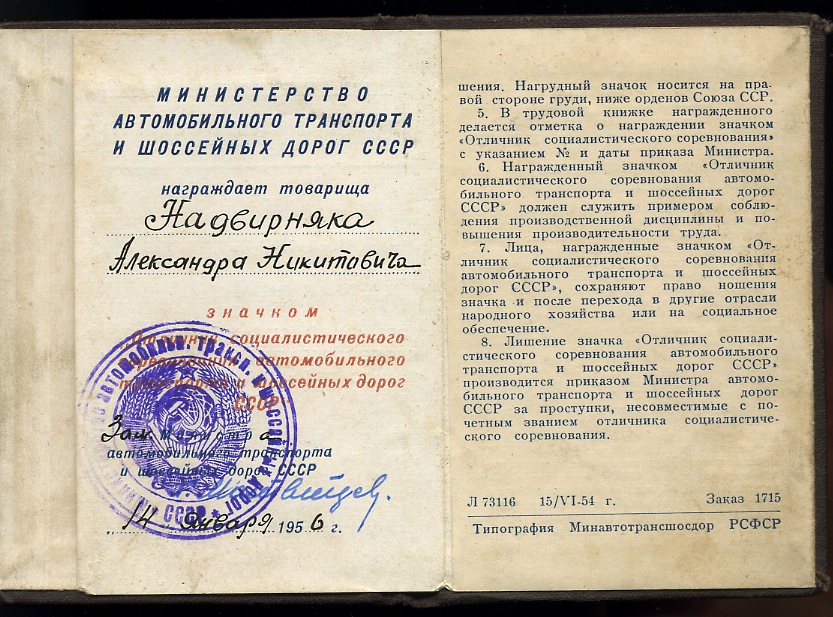 МИНИСТЕРСТВО
АВТОМОБИЛЬНОГО ТРАНСПОРТА
И ШОССЕЙНЫХ ДОРОГ СССР
награждает товарища
Надвирняка
Александра Никитовича
значком
„Отличник социалистического
соревнования автомобильного
транспорта и шоссейных дорог
СССР“
Зам. Министра
автомобильного транспорта
и шоссейных дорог СССР
14 января 1956 г.
шения. Нагрудный значок носится на пра-
вой стороне груди, ниже орденов Союза ССР.
5. В трудовой книжке награжденного
делается отметка о награждении значком
«Отличник социалистического соревнования»
с указанием № и даты приказа Министра.
6. Награжденный значком «Отличник
социалистического соревнования автомо-
бильного транспорта и шоссейных дорог
СССР» должен служить примером соблю-
дения производственной дисциплины и по-
вышения производительности труда.
7. Лица, награжденные значком «От-
личник социалистического соревнования
автомобильного транспорта и шоссейных
дорог СССР», сохраняют право ношения
значка и после перехода в другие отрасли
народного хозяйства или на социальное
обеспечение.
8. Лишение значка «Отличник социали-
стического соревнования автомобильного
транспорта и шоссейных дорог СССР»
производится приказом Министра автомо-
бильного транспорта и шоссейных дорог
СССР за проступки, несовместимые с по-
четным званием отличника социалистиче-
ского соревнования.
Л 73116 15/VI-54 г. Заказ 1715
Типография Минавтотрансшосдор РСФСР